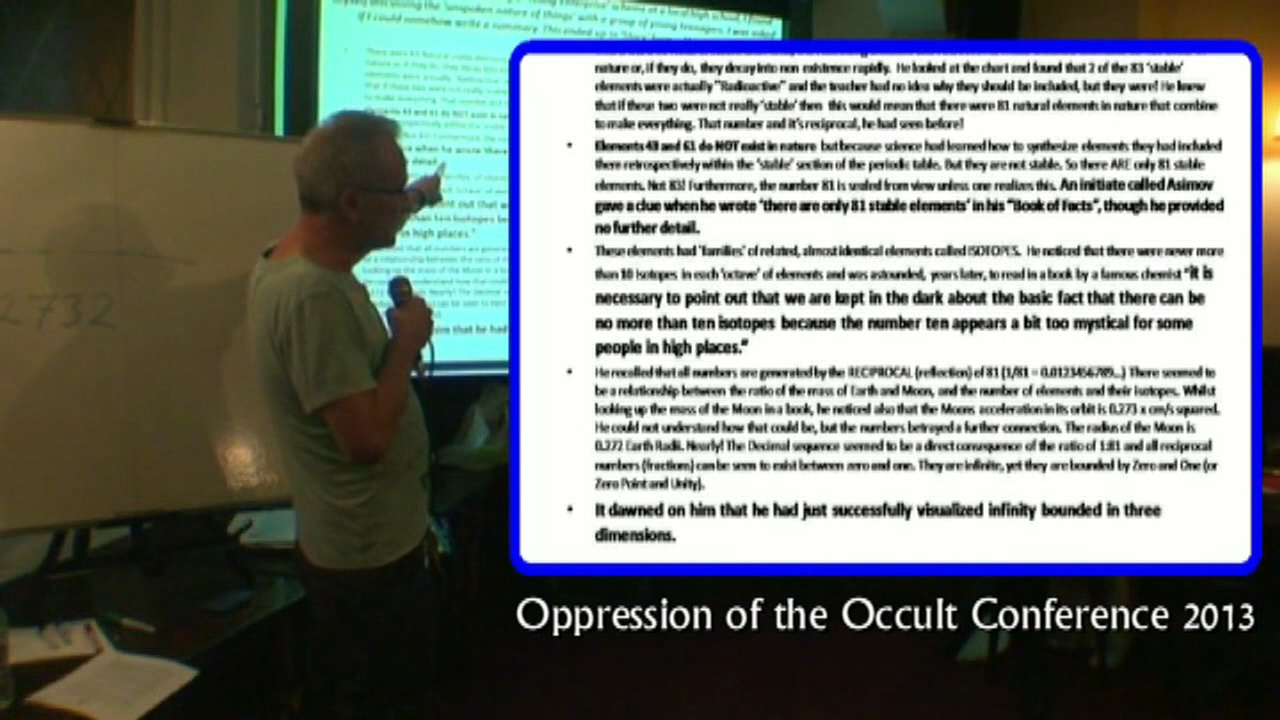 2732
nature or, if they do, they decay into non existence rapidly. He looked at the chart and found that 2 of the 83 'stable'
elements were actually "Radioactive" and the teacher had no idea why they should be included, but they were! He knew
that if these two were not really 'stable' then this would mean that there were 81 natural elements in nature that combine
to make everything. That number and it's reciprocal, he had seen before!
• Elements 43 and 61 do NOT exist in nature but because science had learned how to synthesize elements they had included
there retrospectively within the 'stable' section of the periodic table. But they are not stable. So there ARE only 81 stable
elements. Not 83! Furthermore, the number 81 is sealed from view unless one realizes this. An initiate called Asimov
gave a clue when he wrote 'there are only 81 stable elements' in his "Book of Facts", though he provided
no further detail.
• These elements had 'families' of related, almost identical elements called ISOTOPES. He noticed that there were never more
than 10 Isotopes in each 'octave' of elements and was astounded, years later, to read in a book by a famous chemist "it is
necessary to point out that we are kept in the dark about the basic fact that there can be
no more than ten isotopes because the number ten appears a bit too mystical for some
people in high places."
• He recalled that all numbers are generated by the RECIPROCAL (reflection) of 81 (1/81 = 0.0123456789...) There seemed to
be a relationship between the ratio of the mass of Earth and Moon, and the number of elements and their isotopes. Whilst
looking up the mass of the Moon in a book, he noticed also that the Moons acceleration in its orbit is 0.273 x cm/s squared.
He could not understand how that could be, but the numbers betrayed a further connection. The radius of the Moon is
0.272 Earth Radii. Nearly! The Decimal sequence seemed to be a direct consequence of the ratio of 1:81 and all reciprocal
numbers (fractions) can be seem to exist between zero and one. They are infinite, yet they are bounded by Zero and One (or
Zero Point and Unity).
• It dawned on him that he had just successfully visualized infinity bounded in three
dimensions.
Oppression of the Occult Conference 2013